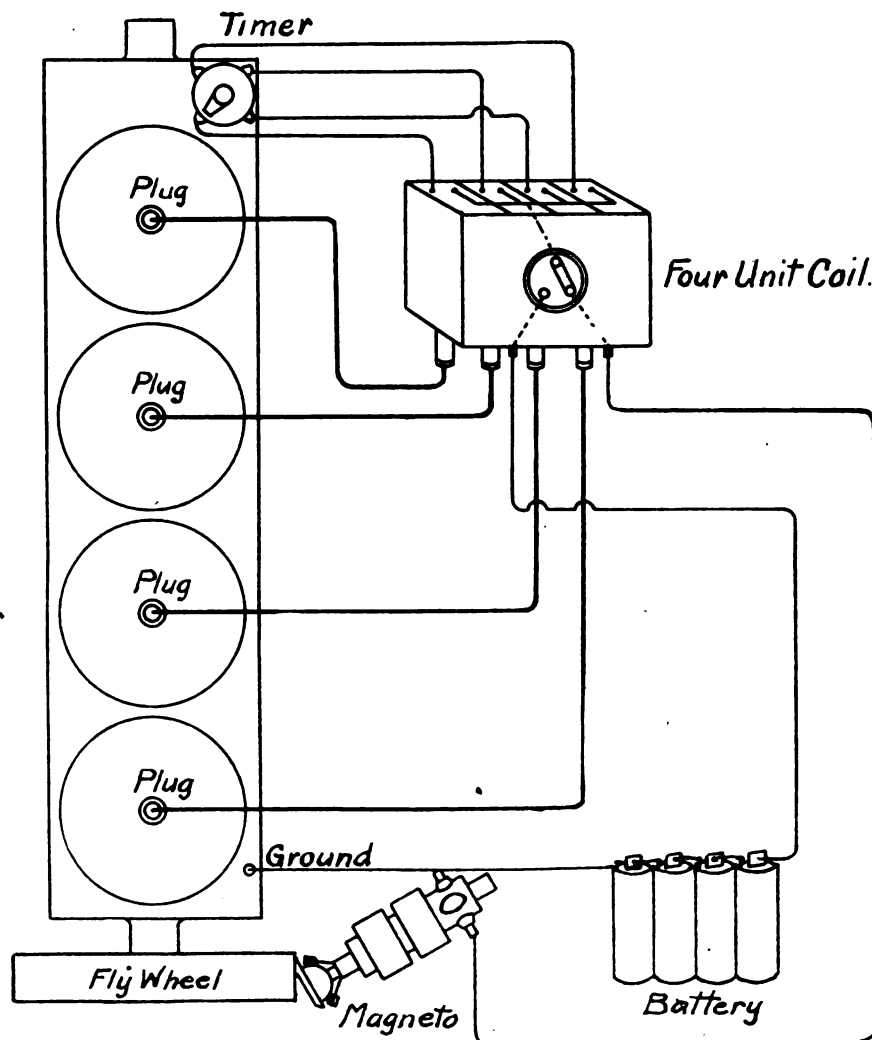 Timer
Plug
Four Unit Coil.
Plug
Plug
Plug
Ground
Fly Wheel
Magneto
Battery